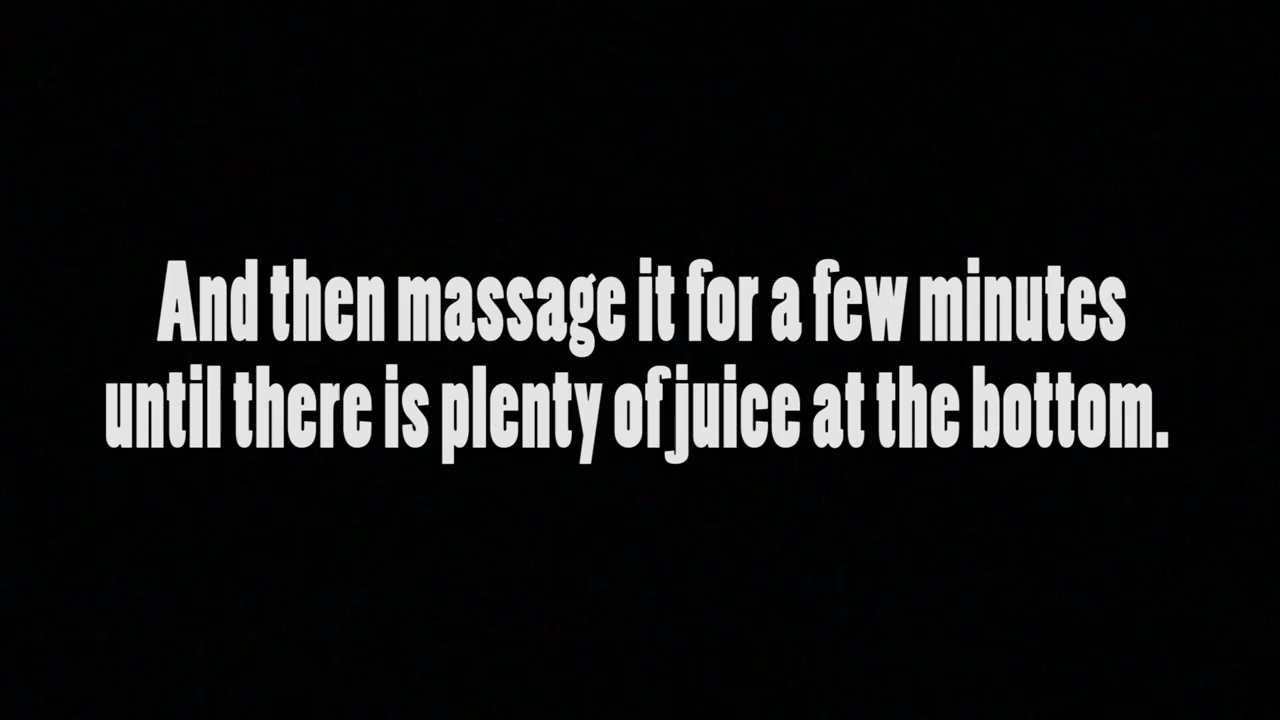 And then massage it for a few minutes
until there is plenty of juice at the bottom.